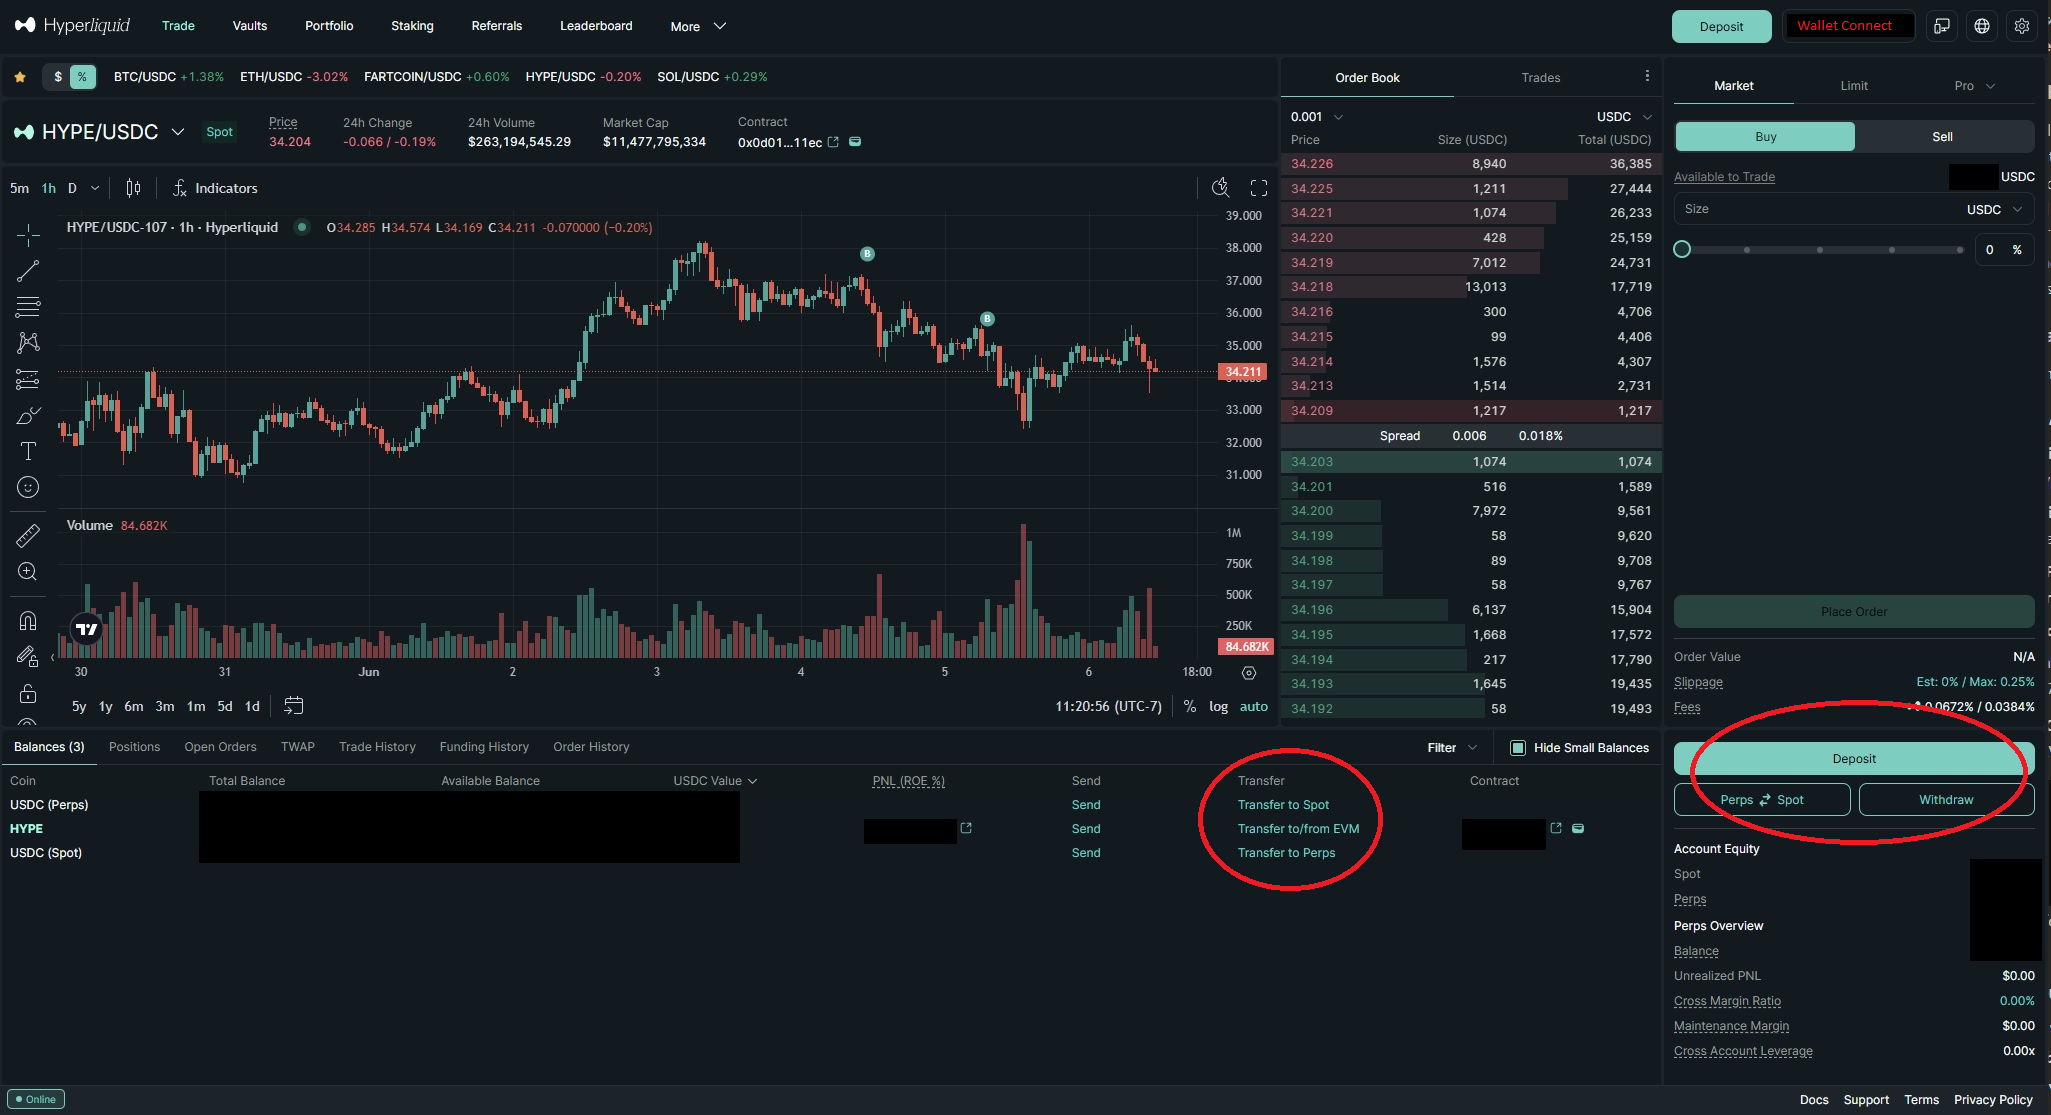 Hyperliquid Trade Vaults Portfolio Staking Referrals Leaderboard More Deposit Wallet Connect
$ % BTC/USDC +1.38% ETH/USDC -3.02% FARTCOIN/USDC +0.60% HYPE/USDC -0.20% SOL/USDC +0.29%
HYPE/USDC Spot
Price 24h Change 24h Volume Market Cap Contract
34.204 -0.066 / -0.19% $263,194,545.29 $11,477,795,334 0x0d01...11ec
5m 1h D Indicators
HYPE/USDC-107 · 1h · Hyperliquid O34.285 H34.574 L34.169 C34.211 -0.070000 (−0.20%)
B
B
39.000
38.000
37.000
36.000
35.000
34.211
33.000
32.000
31.000
Volume 84.682K
1M
750K
500K
250K
84.682K
30 31 Jun 2 3 4 5 6 18:00
5y 1y 6m 3m 1m 5d 1d 11:20:56 (UTC-7) % log auto
Order Book Trades
0.001 USDC
Price Size (USDC) Total (USDC)
34.226 8,940 36,385
34.225 1,211 27,444
34.221 1,074 26,233
34.220 428 25,159
34.219 7,012 24,731
34.218 13,013 17,719
34.216 300 4,706
34.215 99 4,406
34.214 1,576 4,307
34.213 1,514 2,731
34.209 1,217 1,217
Spread 0.006 0.018%
34.203 1,074 1,074
34.201 516 1,589
34.200 7,972 9,561
34.199 58 9,620
34.198 89 9,708
34.197 58 9,767
34.196 6,137 15,904
34.195 1,668 17,572
34.194 217 17,790
34.193 1,645 19,435
34.192 58 19,493
Market Limit Pro
Buy Sell
Available to Trade USDC
Size USDC
0 %
Place Order
Order Value N/A
Slippage Est: 0% / Max: 0.25%
Fees 0.0672% / 0.0384%
Balances (3) Positions Open Orders TWAP Trade History Funding History Order History Filter Hide Small Balances
Coin Total Balance Available Balance USDC Value PNL (ROE %) Send Transfer Contract
USDC (Perps) Send Transfer to Spot
HYPE Send Transfer to/from EVM
USDC (Spot) Send Transfer to Perps
Deposit
Perps Spot Withdraw
Account Equity
Spot
Perps
Perps Overview
Balance
Unrealized PNL $0.00
Cross Margin Ratio 0.00%
Maintenance Margin $0.00
Cross Account Leverage 0.00x
Online Docs Support Terms Privacy Policy